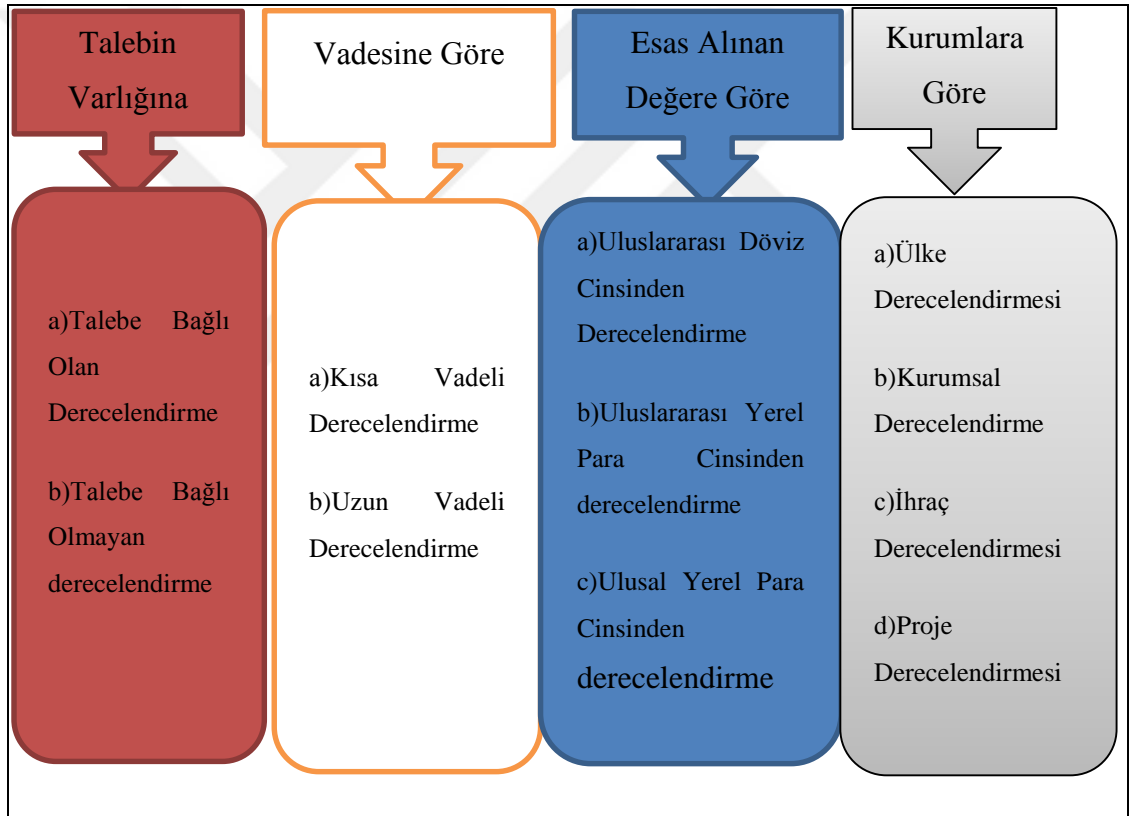 Talebin
Varlığına
a)Talebe Bağlı
Olan
Derecelendirme
b)Talebe Bağlı
Olmayan
derecelendirme
Vadesine Göre
a)Kısa Vadeli
Derecelendirme
b)Uzun Vadeli
Derecelendirme
Esas Alınan
Değere Göre
a)Uluslararası Döviz
Cinsinden
Derecelendirme
b)Uluslararası Yerel
Para Cinsinden
derecelendirme
c)Ulusal Yerel Para
Cinsinden
derecelendirme
Kurumlara
Göre
a)Ülke
Derecelendirmesi
b)Kurumsal
Derecelendirme
c)İhraç
Derecelendirmesi
d)Proje
Derecelendirmesi